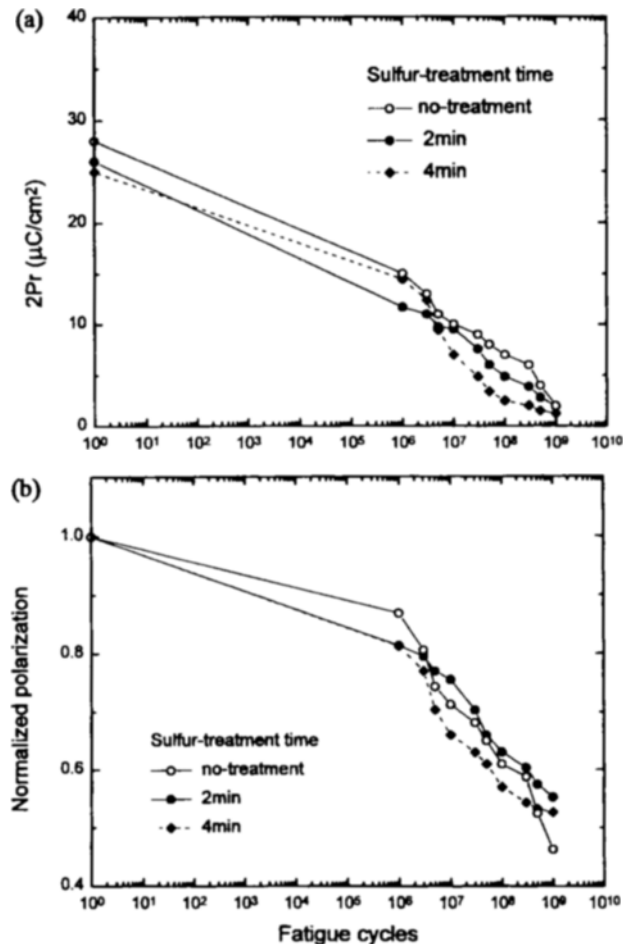 (a)
40
30
20
10
0
2Pr (μC/cm²)
Sulfur-treatment time
no-treatment
2min
4min
10⁰ 10¹ 10² 10³ 10⁴ 10⁵ 10⁶ 10⁷ 10⁸ 10⁹ 10¹⁰
(b)
1.0
0.8
0.6
0.4
Normalized polarization
Sulfur-treatment time
no-treatment
2min
4min
10⁰ 10¹ 10² 10³ 10⁴ 10⁵ 10⁶ 10⁷ 10⁸ 10⁹ 10¹⁰
Fatigue cycles